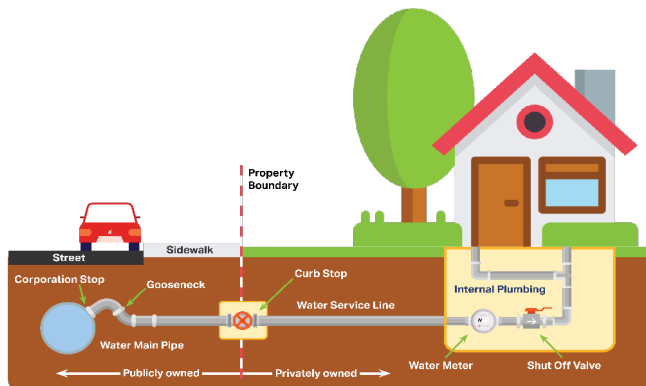 Property
Boundary
Sidewalk
Street
Corporation Stop
Gooseneck
Curb Stop
Water Service Line
Internal Plumbing
Water Main Pipe
Water Meter
Shut Off Valve
Publicly owned
Privately owned